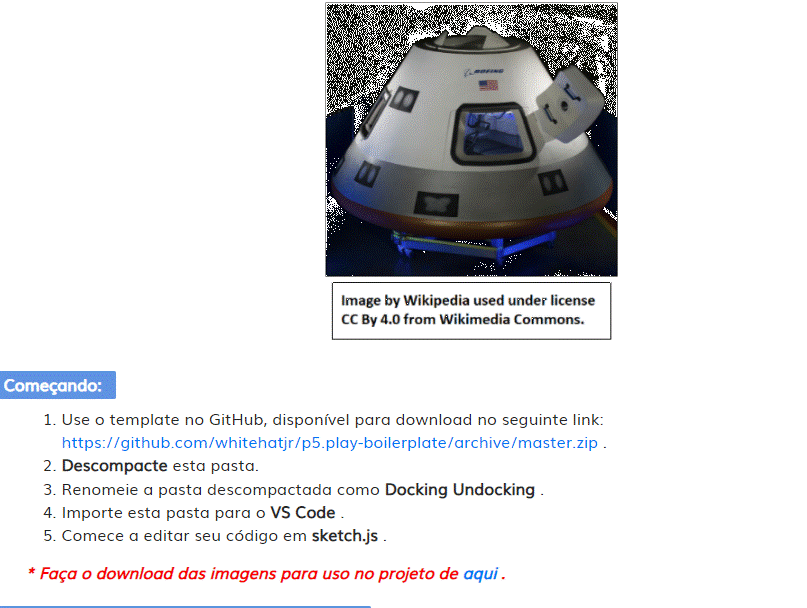 BOEING
Image by Wikipedia used under license
CC By 4.0 from Wikimedia Commons.
Começando:
1. Use o template no GitHub, disponível para download no seguinte link:
https://github.com/whitehatjr/p5.play-boilerplate/archive/master.zip .
2. Descompacte esta pasta.
3. Renomeie a pasta descompactada como Docking Undocking .
4. Importe esta pasta para o VS Code .
5. Comece a editar seu código em sketch.js .
* Faça o download das imagens para uso no projeto de aqui .